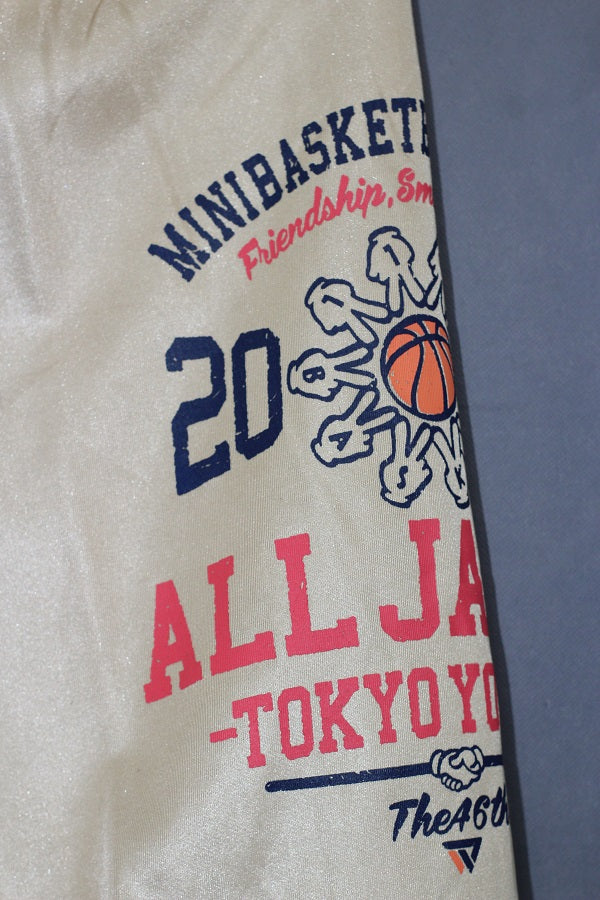 MINIBASKETB
Friendship, Sm
20
B A S
ALL JA
-TOKYO YO
The46th